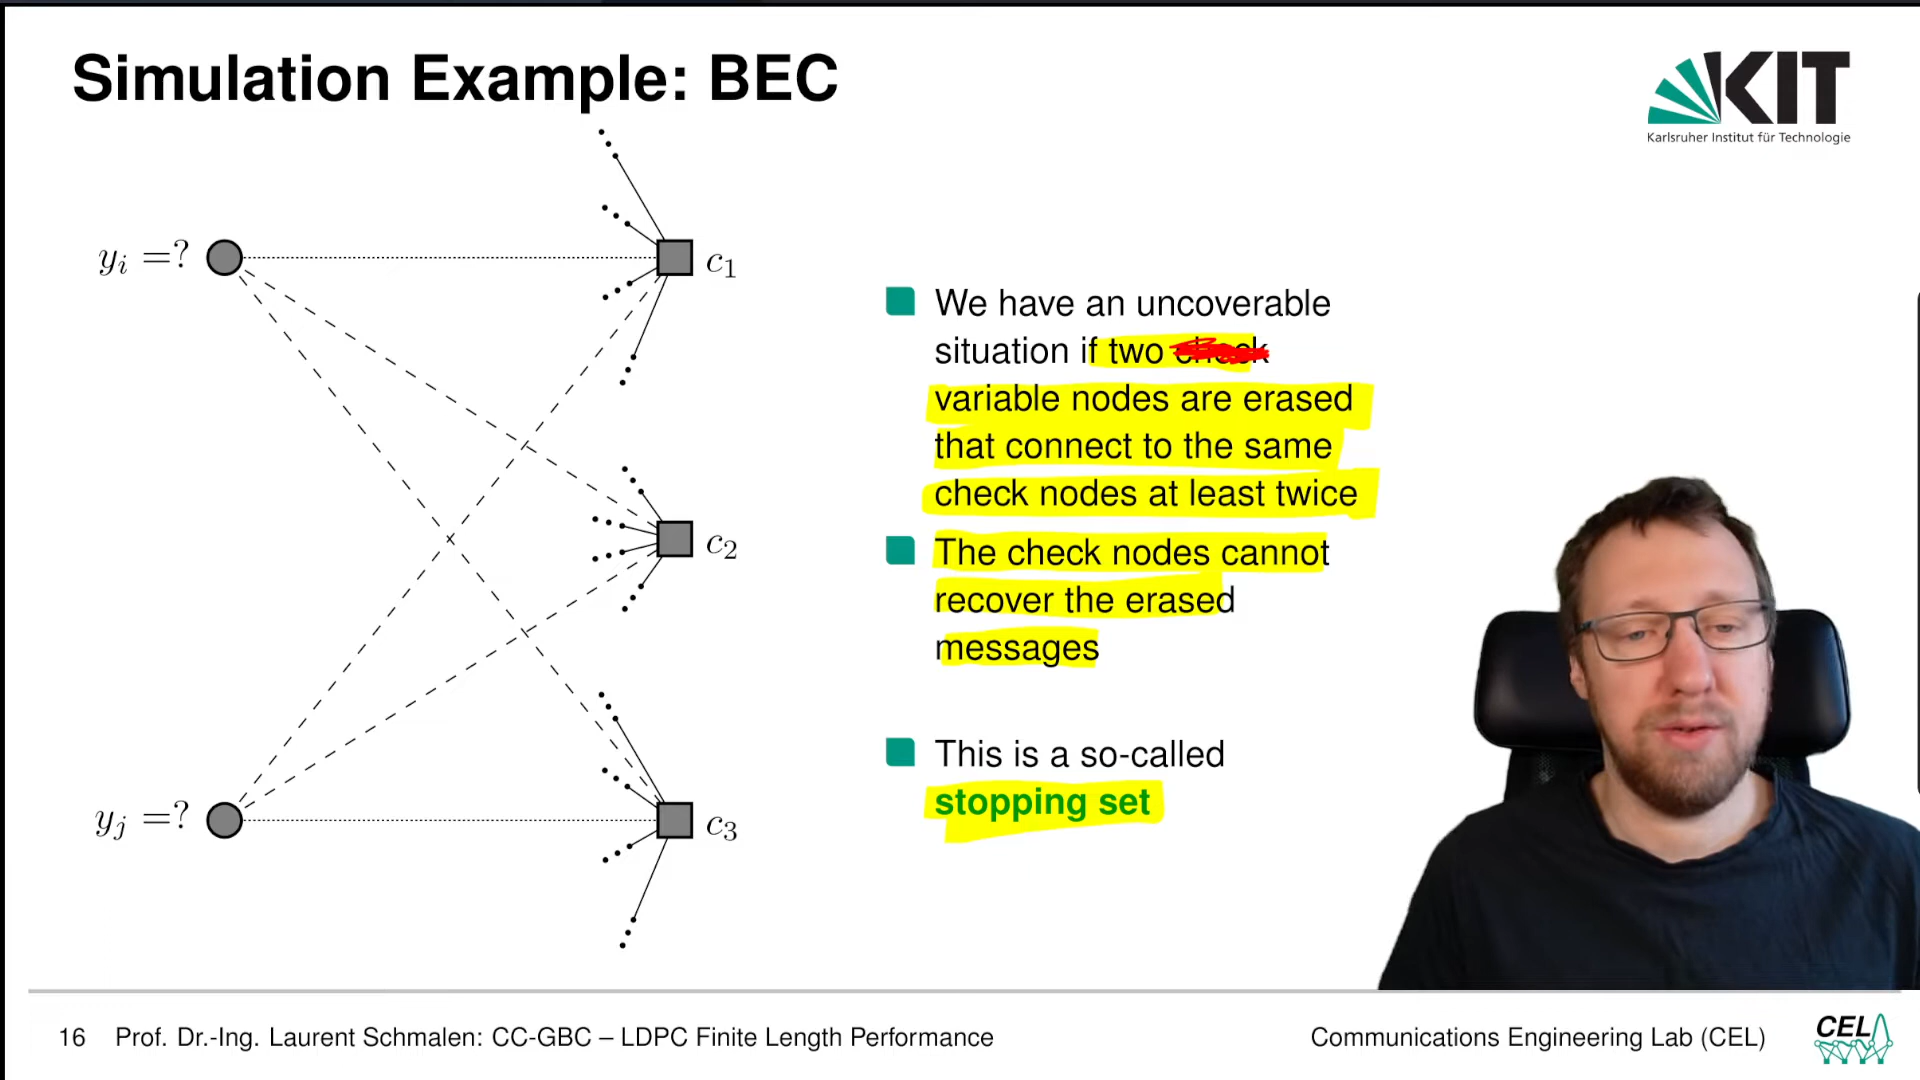 Simulation Example: BEC
KIT
Karlsruher Institut für Technologie
y_i =?
c_1
c_2
y_j =?
c_3
We have an uncoverable
situation if two check
variable nodes are erased
that connect to the same
check nodes at least twice
The check nodes cannot
recover the erased
messages
This is a so-called
stopping set
16 Prof. Dr.-Ing. Laurent Schmalen: CC-GBC – LDPC Finite Length Performance
Communications Engineering Lab (CEL)
CEL